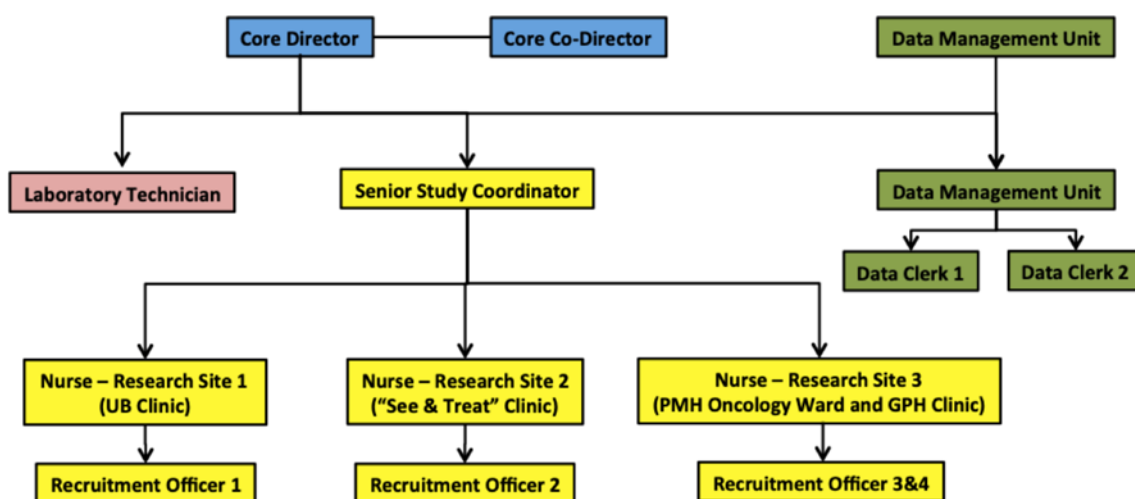 Core Director
Core Co-Director
Data Management Unit
Laboratory Technician
Senior Study Coordinator
Data Management Unit
Data Clerk 1
Data Clerk 2
Nurse – Research Site 1
(UB Clinic)
Nurse – Research Site 2
(“See & Treat” Clinic)
Nurse – Research Site 3
(PMH Oncology Ward and GPH Clinic)
Recruitment Officer 1
Recruitment Officer 2
Recruitment Officer 3&4